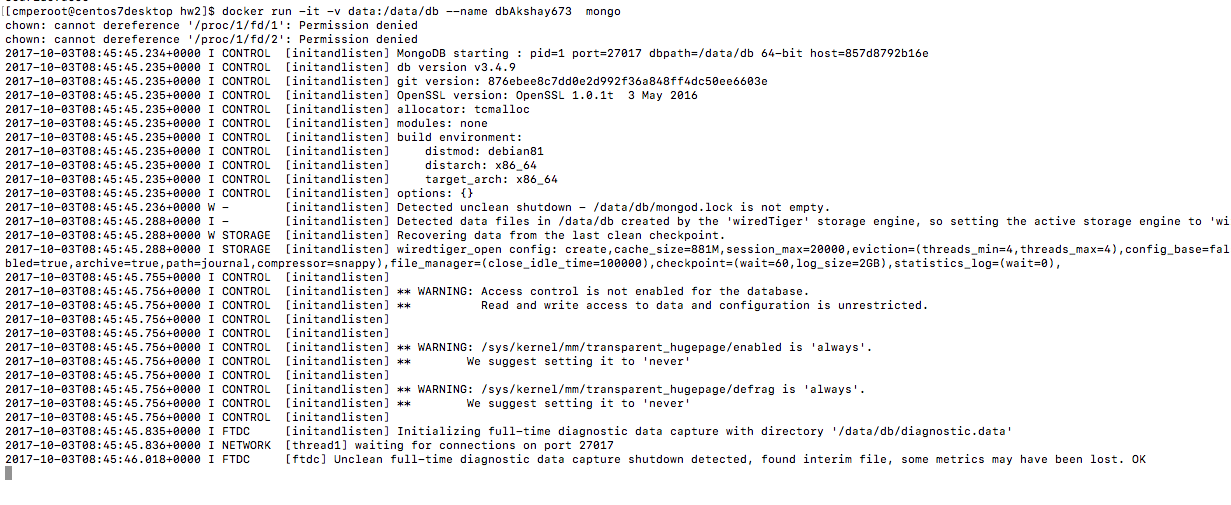 [[cmperoot@centos7desktop hw2]$ docker run -it -v data:/data/db --name dbAkshay673  mongo
chown: cannot dereference '/proc/1/fd/1': Permission denied
chown: cannot dereference '/proc/1/fd/2': Permission denied
2017-10-03T08:45:45.234+0000 I CONTROL  [initandlisten] MongoDB starting : pid=1 port=27017 dbpath=/data/db 64-bit host=857d8792b16e
2017-10-03T08:45:45.235+0000 I CONTROL  [initandlisten] db version v3.4.9
2017-10-03T08:45:45.235+0000 I CONTROL  [initandlisten] git version: 876ebee8c7dd0e2d992f36a848ff4dc50ee6603e
2017-10-03T08:45:45.235+0000 I CONTROL  [initandlisten] OpenSSL version: OpenSSL 1.0.1t  3 May 2016
2017-10-03T08:45:45.235+0000 I CONTROL  [initandlisten] allocator: tcmalloc
2017-10-03T08:45:45.235+0000 I CONTROL  [initandlisten] modules: none
2017-10-03T08:45:45.235+0000 I CONTROL  [initandlisten] build environment:
2017-10-03T08:45:45.235+0000 I CONTROL  [initandlisten]     distmod: debian81
2017-10-03T08:45:45.235+0000 I CONTROL  [initandlisten]     distarch: x86_64
2017-10-03T08:45:45.235+0000 I CONTROL  [initandlisten]     target_arch: x86_64
2017-10-03T08:45:45.235+0000 I CONTROL  [initandlisten] options: {}
2017-10-03T08:45:45.236+0000 W -        [initandlisten] Detected unclean shutdown - /data/db/mongod.lock is not empty.
2017-10-03T08:45:45.288+0000 I -        [initandlisten] Detected data files in /data/db created by the 'wiredTiger' storage engine, so setting the active storage engine to 'wi
2017-10-03T08:45:45.288+0000 W STORAGE  [initandlisten] Recovering data from the last clean checkpoint.
2017-10-03T08:45:45.288+0000 I STORAGE  [initandlisten] wiredtiger_open config: create,cache_size=881M,session_max=20000,eviction=(threads_min=4,threads_max=4),config_base=fal
bled=true,archive=true,path=journal,compressor=snappy),file_manager=(close_idle_time=100000),checkpoint=(wait=60,log_size=2GB),statistics_log=(wait=0),
2017-10-03T08:45:45.755+0000 I CONTROL  [initandlisten]
2017-10-03T08:45:45.756+0000 I CONTROL  [initandlisten] ** WARNING: Access control is not enabled for the database.
2017-10-03T08:45:45.756+0000 I CONTROL  [initandlisten] **          Read and write access to data and configuration is unrestricted.
2017-10-03T08:45:45.756+0000 I CONTROL  [initandlisten]
2017-10-03T08:45:45.756+0000 I CONTROL  [initandlisten]
2017-10-03T08:45:45.756+0000 I CONTROL  [initandlisten] ** WARNING: /sys/kernel/mm/transparent_hugepage/enabled is 'always'.
2017-10-03T08:45:45.756+0000 I CONTROL  [initandlisten] **        We suggest setting it to 'never'
2017-10-03T08:45:45.756+0000 I CONTROL  [initandlisten]
2017-10-03T08:45:45.756+0000 I CONTROL  [initandlisten] ** WARNING: /sys/kernel/mm/transparent_hugepage/defrag is 'always'.
2017-10-03T08:45:45.756+0000 I CONTROL  [initandlisten] **        We suggest setting it to 'never'
2017-10-03T08:45:45.756+0000 I CONTROL  [initandlisten]
2017-10-03T08:45:45.835+0000 I FTDC     [initandlisten] Initializing full-time diagnostic data capture with directory '/data/db/diagnostic.data'
2017-10-03T08:45:45.836+0000 I NETWORK  [thread1] waiting for connections on port 27017
2017-10-03T08:45:46.018+0000 I FTDC     [ftdc] Unclean full-time diagnostic data capture shutdown detected, found interim file, some metrics may have been lost. OK